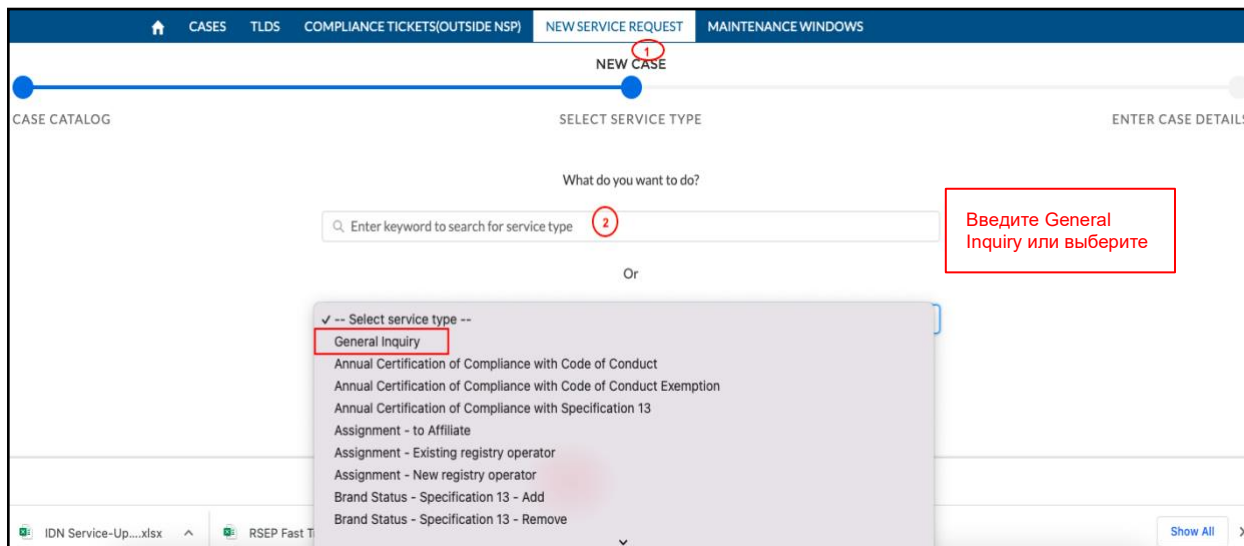 CASES TLDS COMPLIANCE TICKETS(OUTSIDE NSP) NEW SERVICE REQUEST MAINTENANCE WINDOWS
1
NEW CASE
CASE CATALOG SELECT SERVICE TYPE ENTER CASE DETAILS
What do you want to do?
Enter keyword to search for service type 2
Введите General
Inquiry или выберите
Or
✓ -- Select service type --
General Inquiry
Annual Certification of Compliance with Code of Conduct
Annual Certification of Compliance with Code of Conduct Exemption
Annual Certification of Compliance with Specification 13
Assignment - to Affiliate
Assignment - Existing registry operator
Assignment - New registry operator
Brand Status - Specification 13 - Add
Brand Status - Specification 13 - Remove
IDN Service-Up....xlsx RSEP Fast Show All